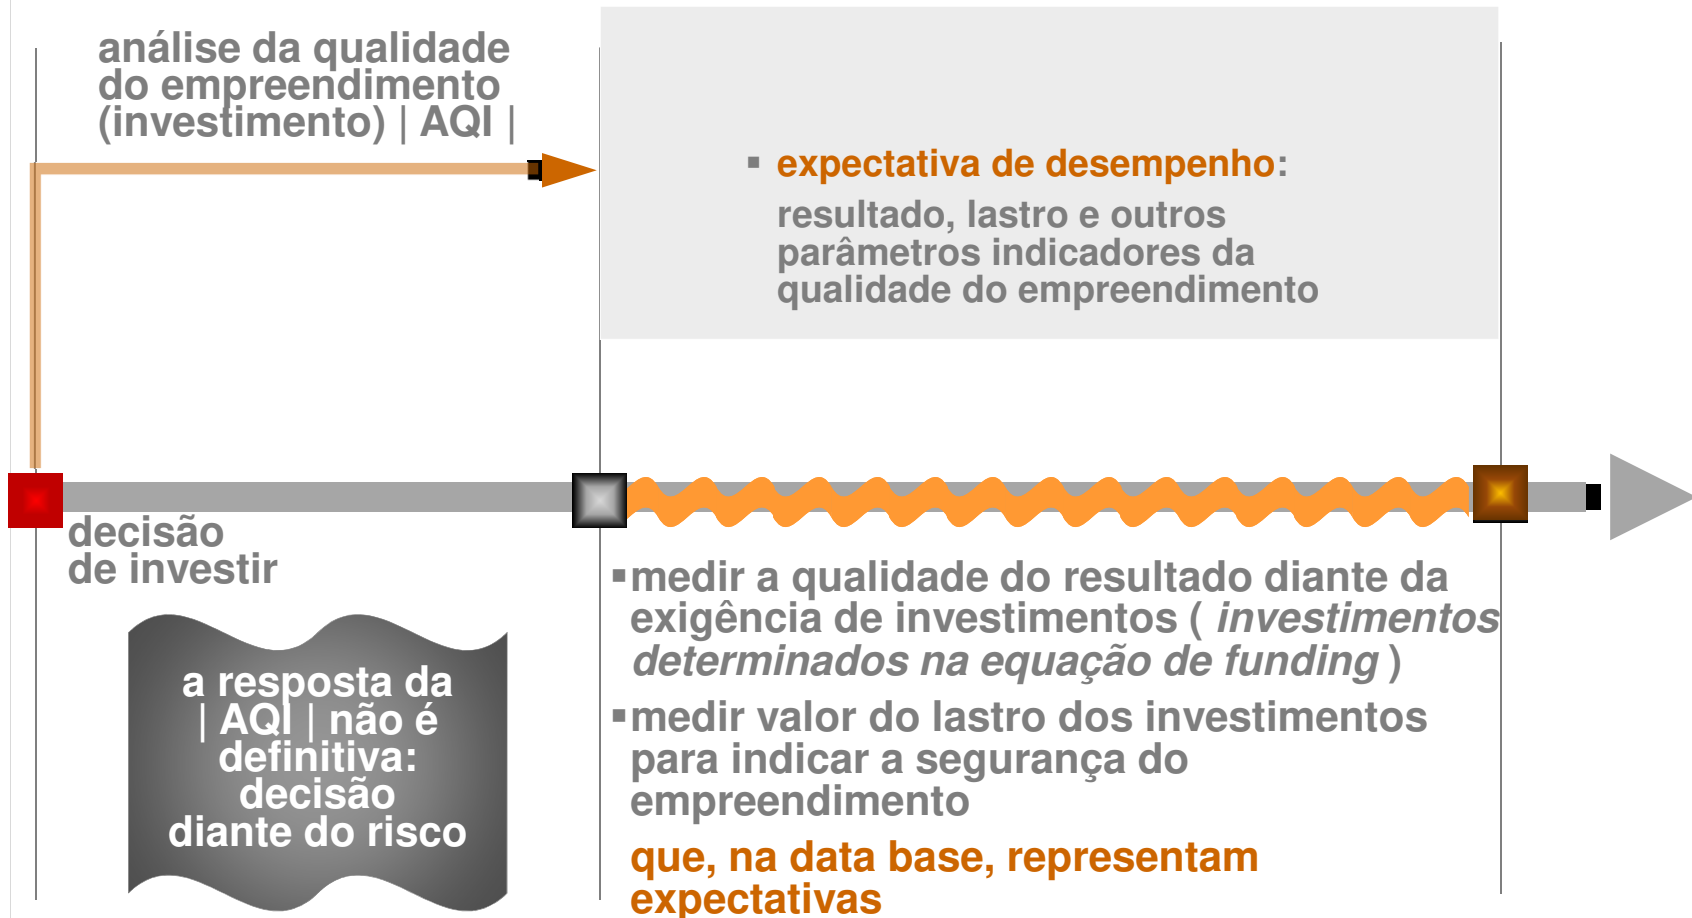 análise da qualidade
do empreendimento
(investimento) | AQI |
▪ expectativa de desempenho:
resultado, lastro e outros
parâmetros indicadores da
qualidade do empreendimento
decisão
de investir
a resposta da
| AQI | não é
definitiva:
decisão
diante do risco
▪medir a qualidade do resultado diante da
exigência de investimentos ( investimentos
determinados na equação de funding )
▪medir valor do lastro dos investimentos
para indicar a segurança do
empreendimento
que, na data base, representam
expectativas